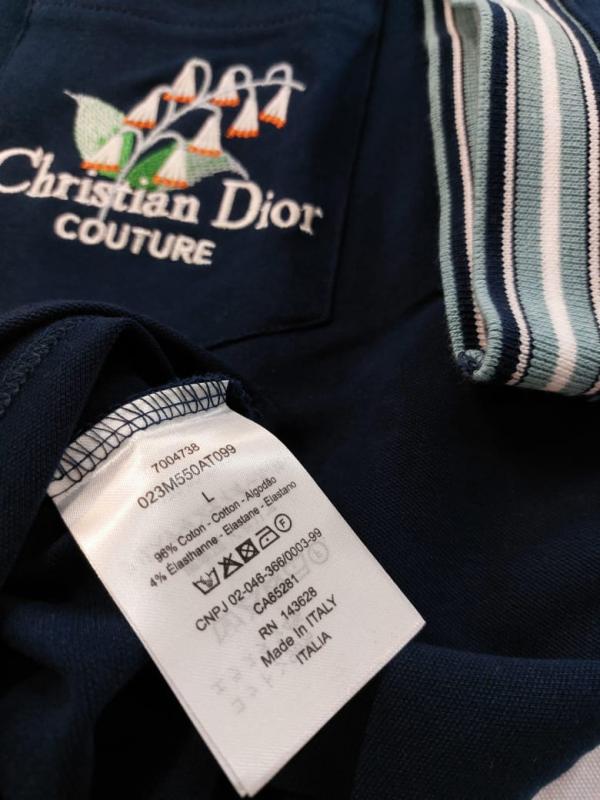 Christian Dior
COUTURE
7004738
023M550AT099
L
96% Coton - Cotton - Algodão
4% Élasthanne - Elastane - Elastano
F
CNPJ 02-046-366/0003-99
CA65281
RN 143628
Made in ITALY
ITALIA